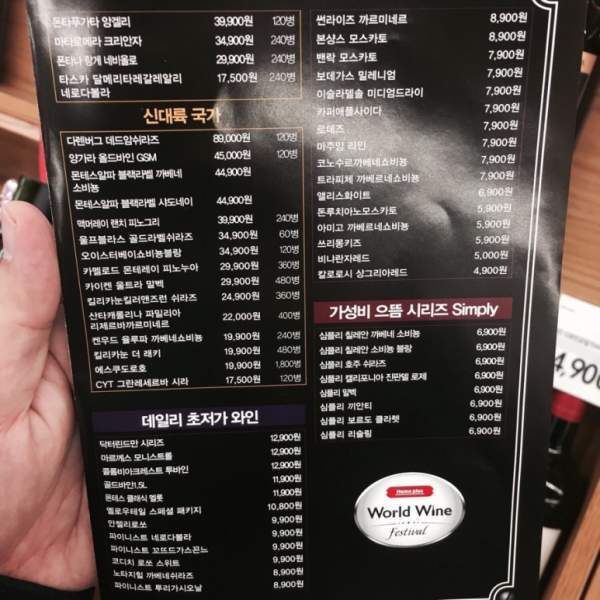 돈나푸가타 앙겔리 39,900원 120병
마타로메라 크리안자 34,900원 240병
폰타나 랑게 네비올로 29,900원 240병
타스카 달메리타레갈레알리
네로다볼라 17,500원 240병
신대륙 국가
다렌버그 데드암쉬라즈 89,000원 120병
양가라 올드바인 GSM 45,000원 120병
몬테스알파 블랙라벨 까베네
소비뇽 44,900원
몬테스알파 블랙라벨 샤도네이 44,900원
맥머레이 랜치 피노그리 39,900원 240병
울프블라스 골드라벨쉬라즈 34,900원 60병
오이스터베이쇼비뇽블랑 34,900원 120병
카멜로드 몬테레이 피노누아 29,900원 360병
카이켄 울트라 말벡 29,900원 480병
킬리카눈킬러맨즈런 쉬라즈 24,900원 360병
산타캐롤리나 파밀리아
리제르바까르미네르 22,000원 400병
켄우드 율루파 까베네쇼비뇽 19,900원 240병
킬리카눈 더 래키 19,900원 480병
에스쿠도로호 19,900원 1,800병
CYT 그란레세르바 시라 17,500원 120병
데일리 초저가 와인
닥터린드만 시리즈 12,900원
마르께스 모니스트롤 12,900원
콜롬비아크레스트 투바인 12,900원
골드바인1.5L 11,900원
몬테스 클래식 멜롯 11,900원
옐로우테일 스페셜 패키지 10,800원
안젤리로쏘 9,900원
파이니스트 네로다볼라 9,900원
파이니스트 꼬뜨드가스꼰느 9,900원
코디치 로쏘 스위트 9,900원
노타지힐 까베네쉬라즈 8,900원
파이니스트 투리가시오날 8,900원
썬라이즈 까르미네르 8,900원
본샹스 모스카토 8,900원
밴락 모스카토 7,900원
보데가스 밀레니엄 7,900원
이슬라델솔 미디엄드라이 7,900원
카퍼애플사이다 7,900원
로데즈 7,900원
마주앙 라인 7,900원
코노수르까베네쇼비뇽 7,900원
트라피체 까베르네쇼비뇽 7,900원
앨리스화이트 6,900원
돈루치아노모스카토 5,900원
아미고 까베르네쇼비뇽 5,900원
쓰리몽키즈 5,900원
비냐란자레드 5,000원
칼로로시 상그리아레드 4,900원
가성비 으뜸 시리즈 Simply
심플리 칠레안 까베네 소비뇽 6,900원
심플리 칠레안 소비뇽 블랑 6,900원
심플리 호주 쉬라즈 6,900원
심플리 캘리포니아 진판델 로제 6,900원
심플리 말벡 6,900원
심플리 끼안티 6,900원
심플리 보르도 클라렛 6,900원
심플리 리슬링 6,900원
Home plus
World Wine
Festival
4,90